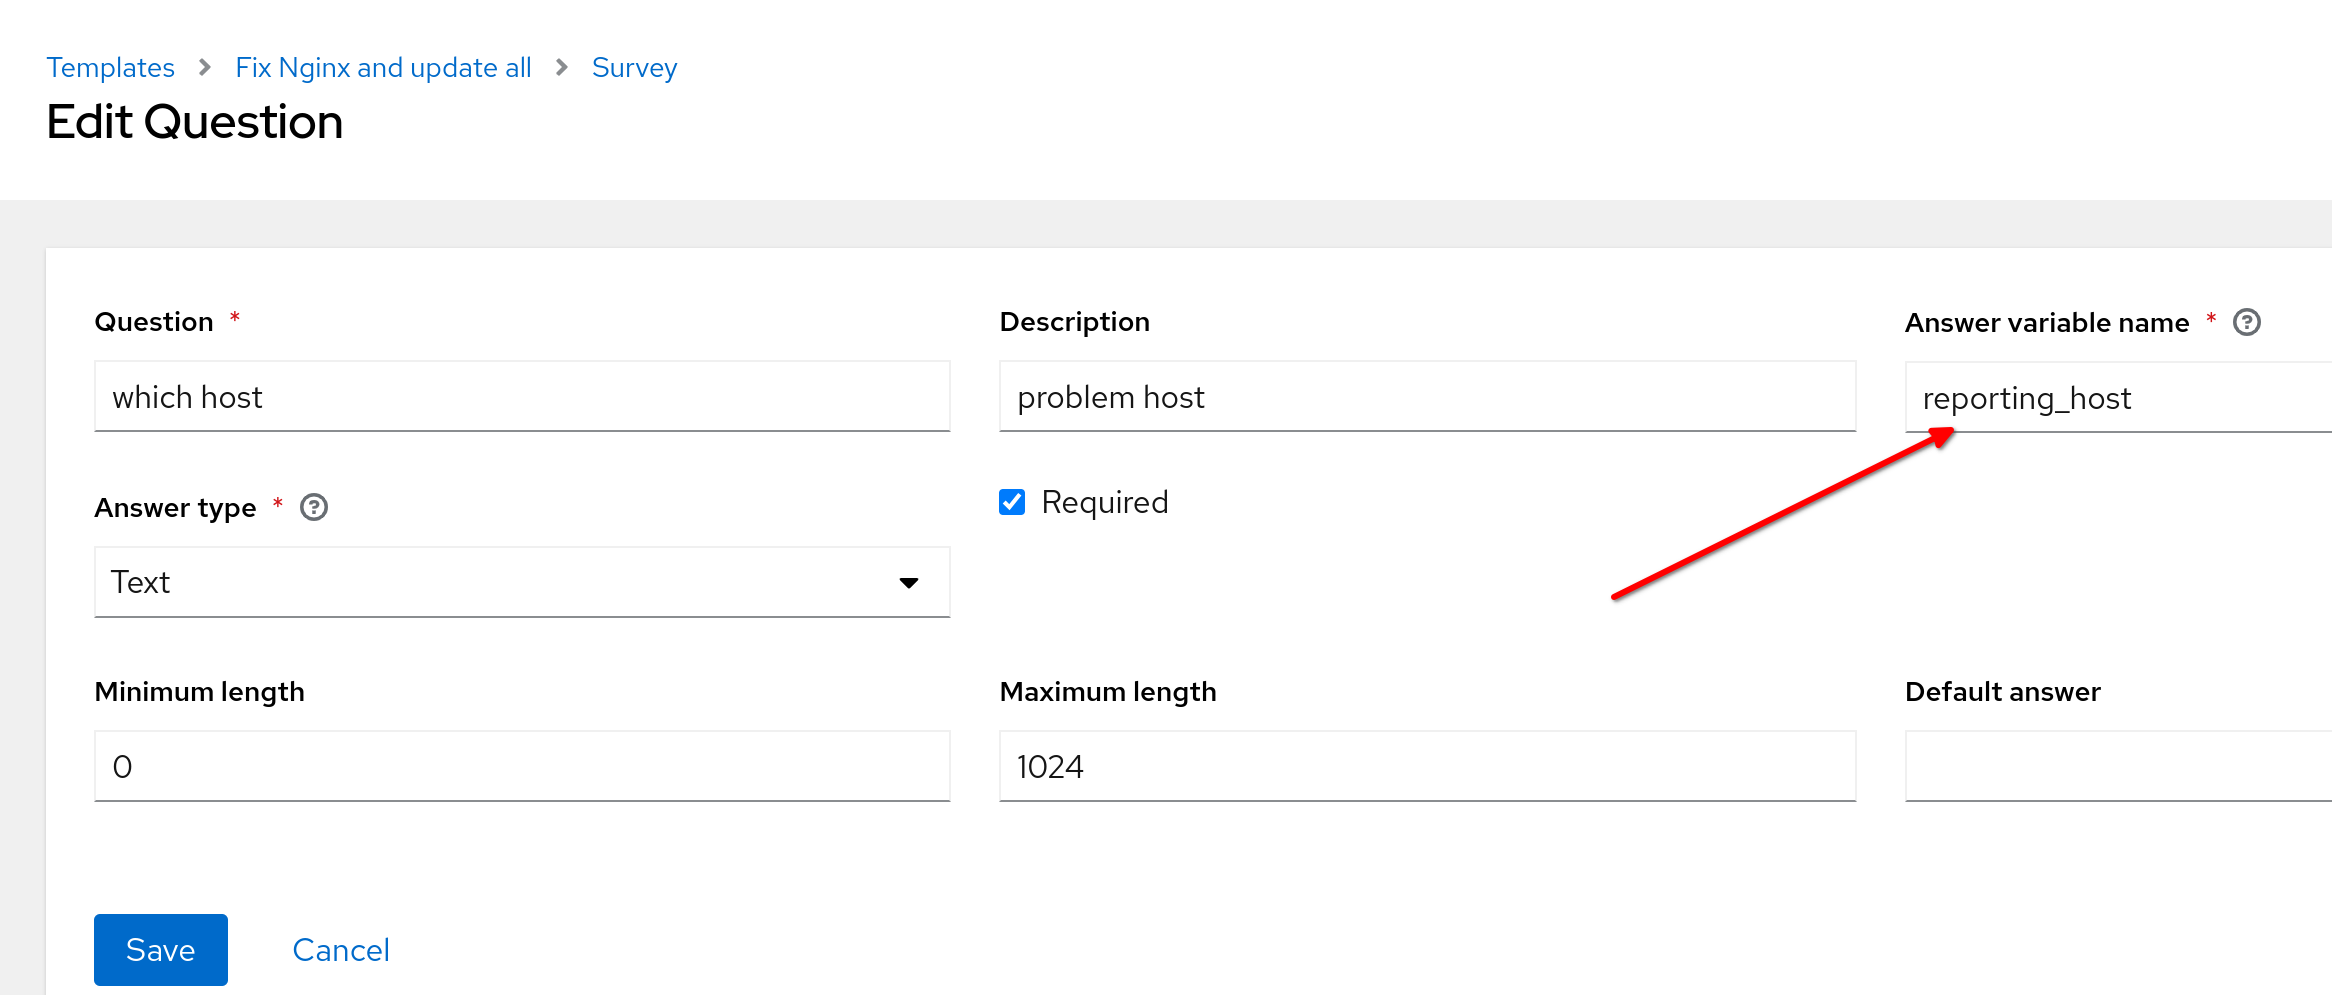 Templates > Fix Nginx and update all > Survey
Edit Question
Question * Description Answer variable name * ?
which host problem host reporting_host
Answer type * ? Required
Text
Minimum length Maximum length Default answer
0 1024
Save Cancel